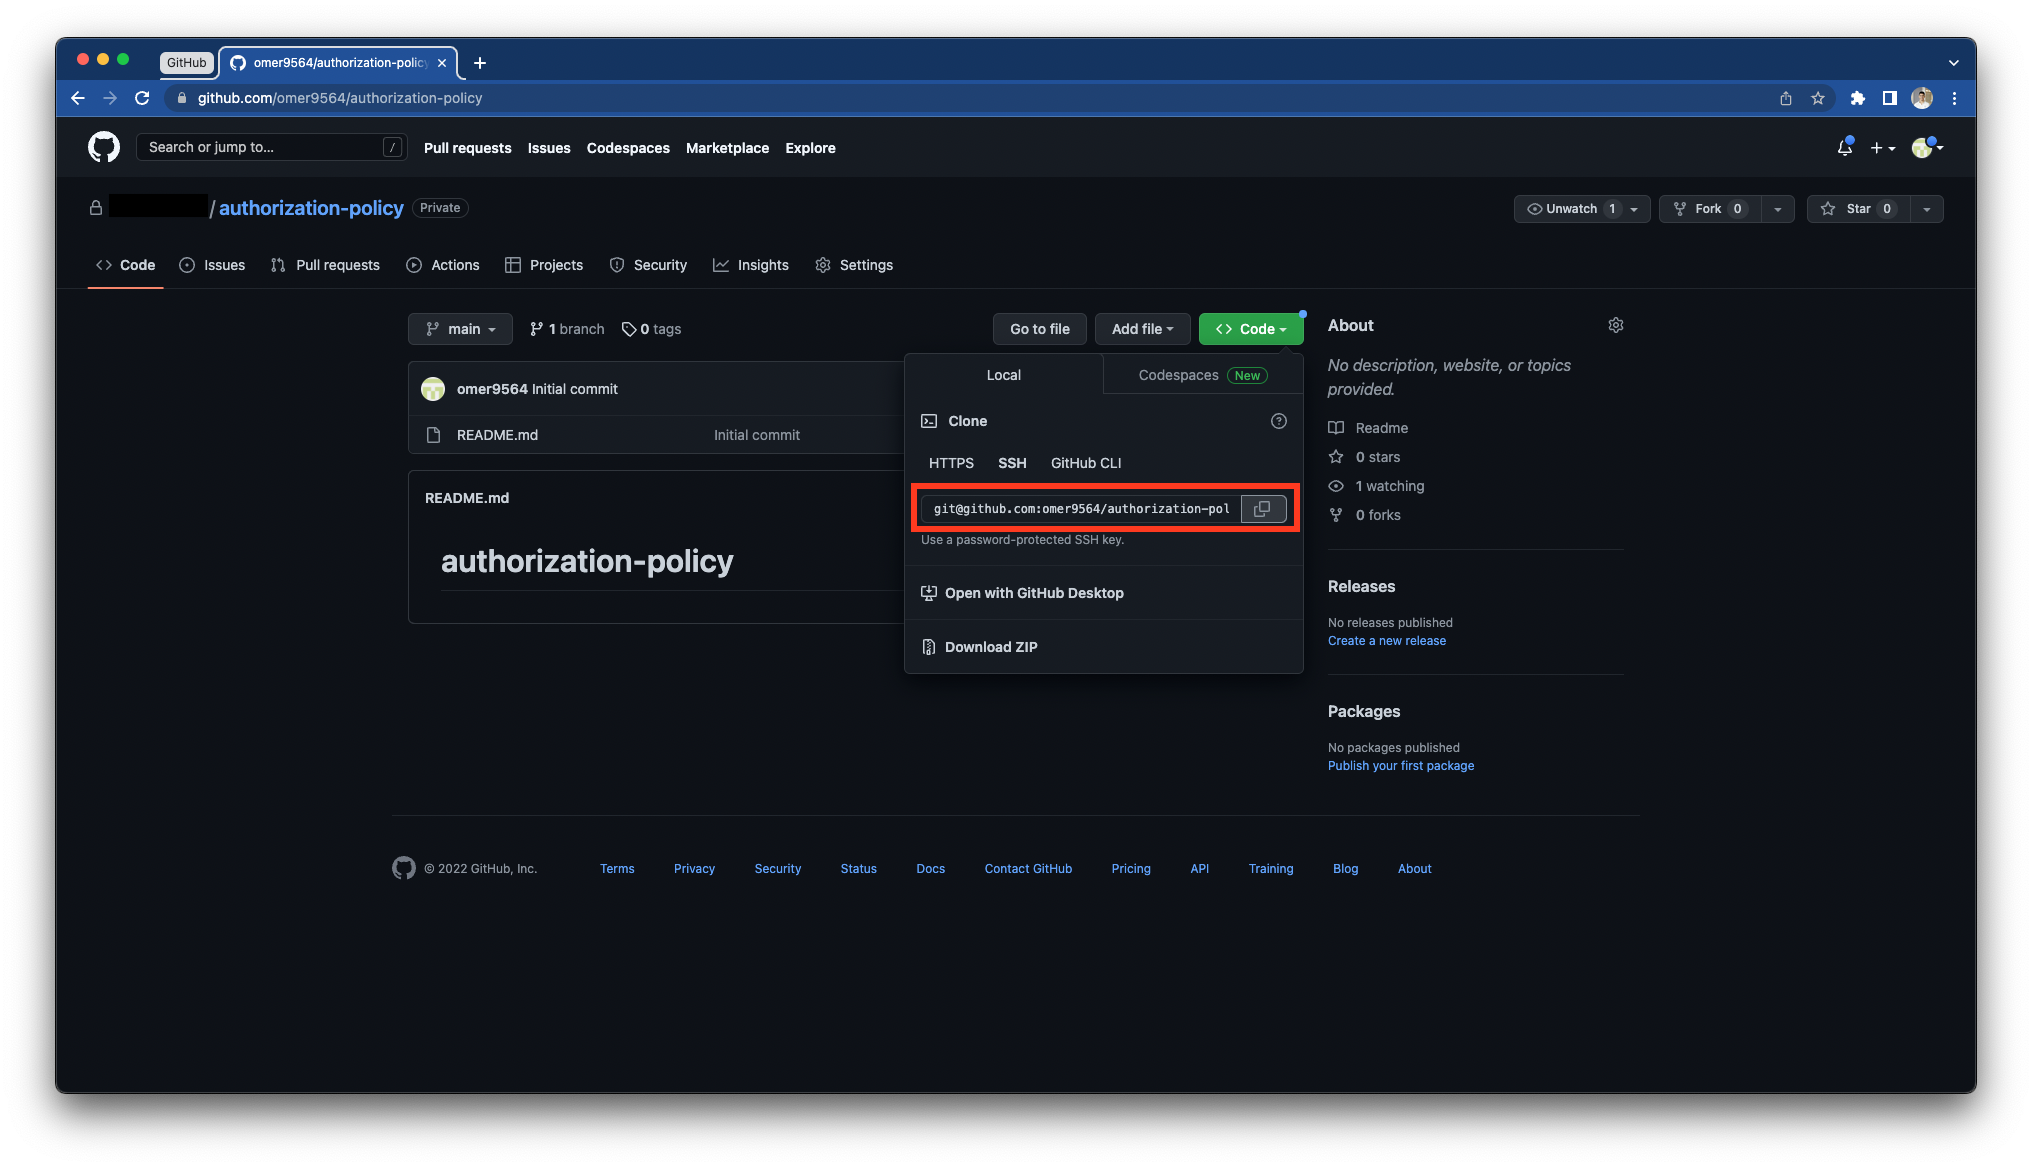 GitHub
omer9564/authorization-policy
github.com/omer9564/authorization-policy
Search or jump to... /
Pull requests Issues Codespaces Marketplace Explore
/ authorization-policy Private
Unwatch 1 Fork 0 Star 0
Code Issues Pull requests Actions Projects Security Insights Settings
main 1 branch 0 tags Go to file Add file Code
omer9564 Initial commit
README.md Initial commit
README.md
authorization-policy
Local Codespaces New
Clone
HTTPS SSH GitHub CLI
git@github.com:omer9564/authorization-pol
Use a password-protected SSH key.
Open with GitHub Desktop
Download ZIP
About
No description, website, or topics
provided.
Readme
0 stars
1 watching
0 forks
Releases
No releases published
Create a new release
Packages
No packages published
Publish your first package
© 2022 GitHub, Inc. Terms Privacy Security Status Docs Contact GitHub Pricing API Training Blog About